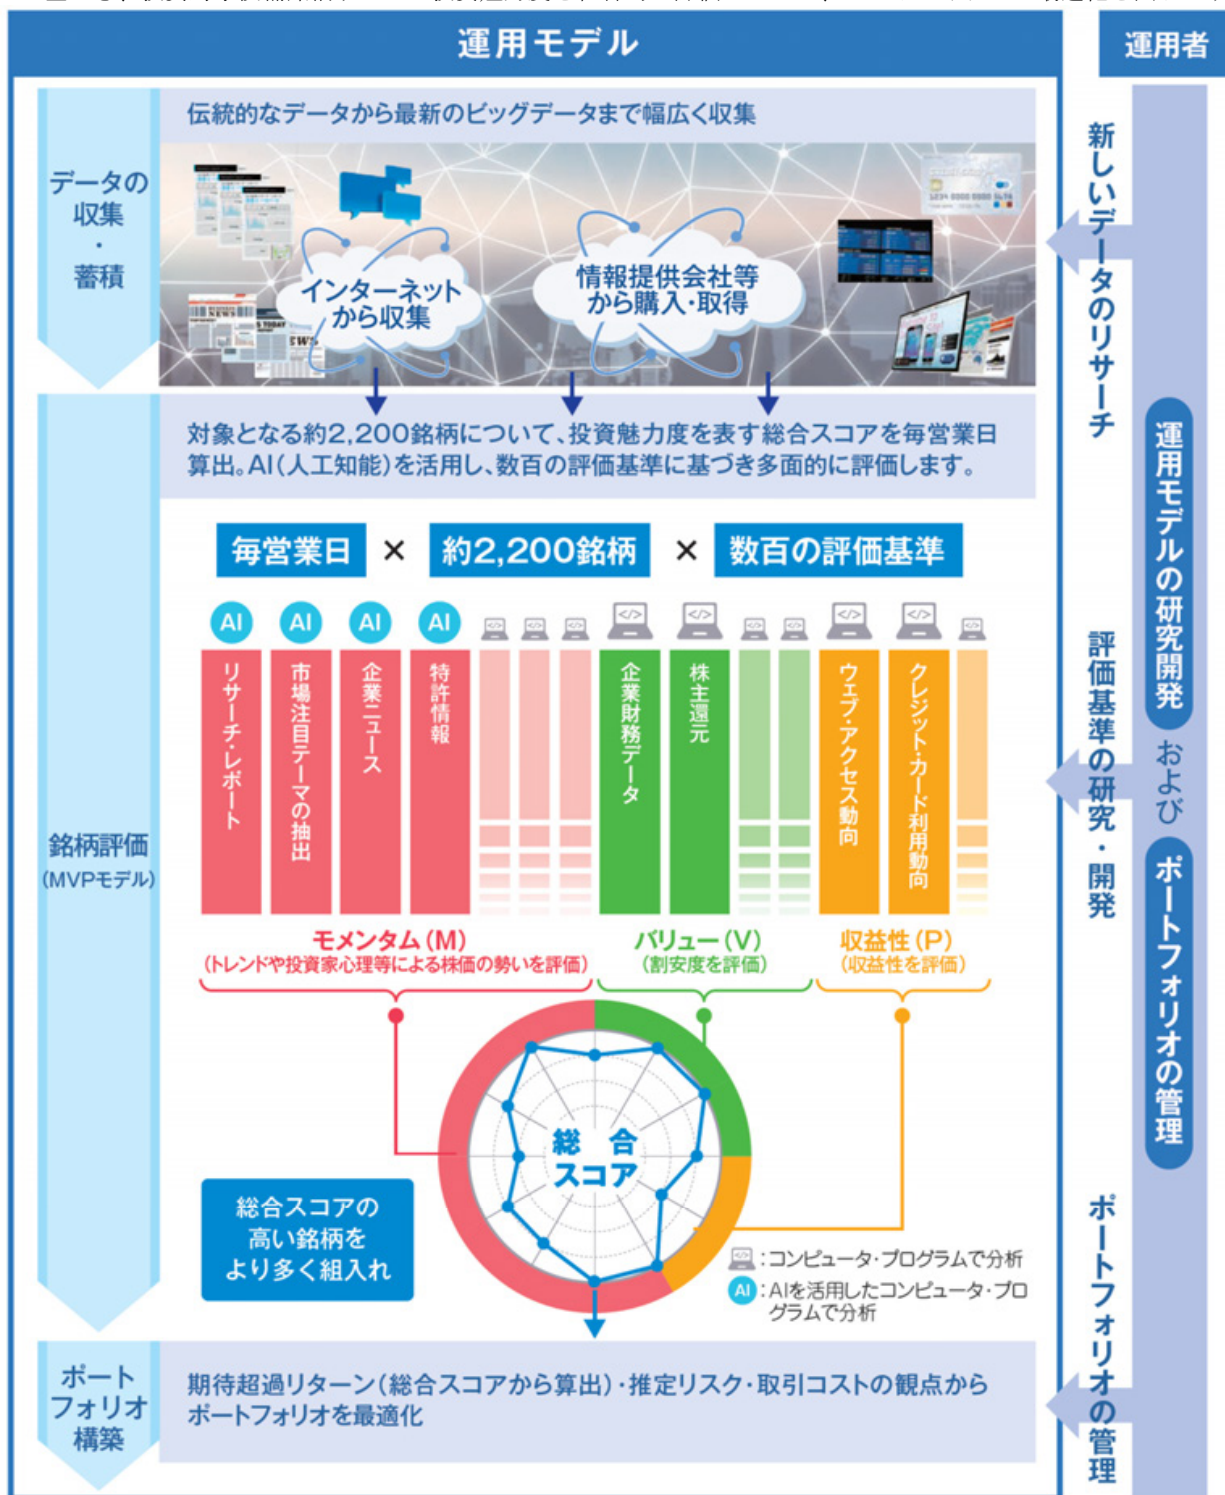 運用モデル
運用者
データの
収集
・
蓄積
伝統的なデータから最新のビッグデータまで幅広く収集
インターネット
から収集
情報提供会社等
から購入・取得
新しいデータのリサーチ
対象となる約2,200銘柄について、投資魅力度を表す総合スコアを毎営業日
算出。AI(人工知能)を活用し、数百の評価基準に基づき多面的に評価します。
毎営業日 × 約2,200銘柄 × 数百の評価基準
AI
AI
AI
AI
リサーチ・レポート
市場注目テーマの抽出
企業ニュース
特許情報
企業財務データ
株主還元
ウェブ・アクセス動向
クレジット・カード利用動向
銘柄評価
(MVPモデル)
モメンタム(M)
(トレンドや投資家心理等による株価の勢いを評価)
バリュー(V)
(割安度を評価)
収益性(P)
(収益性を評価)
総合
スコア
総合スコアの
高い銘柄を
より多く組入れ
:コンピュータ・プログラムで分析
AI:AIを活用したコンピュータ・プロ
グラムで分析
評価基準の研究・開発
運用モデルの研究開発
および
ポートフォリオの管理
ポート
フォリオ
構築
期待超過リターン(総合スコアから算出)・推定リスク・取引コストの観点から
ポートフォリオを最適化
ポートフォリオの管理